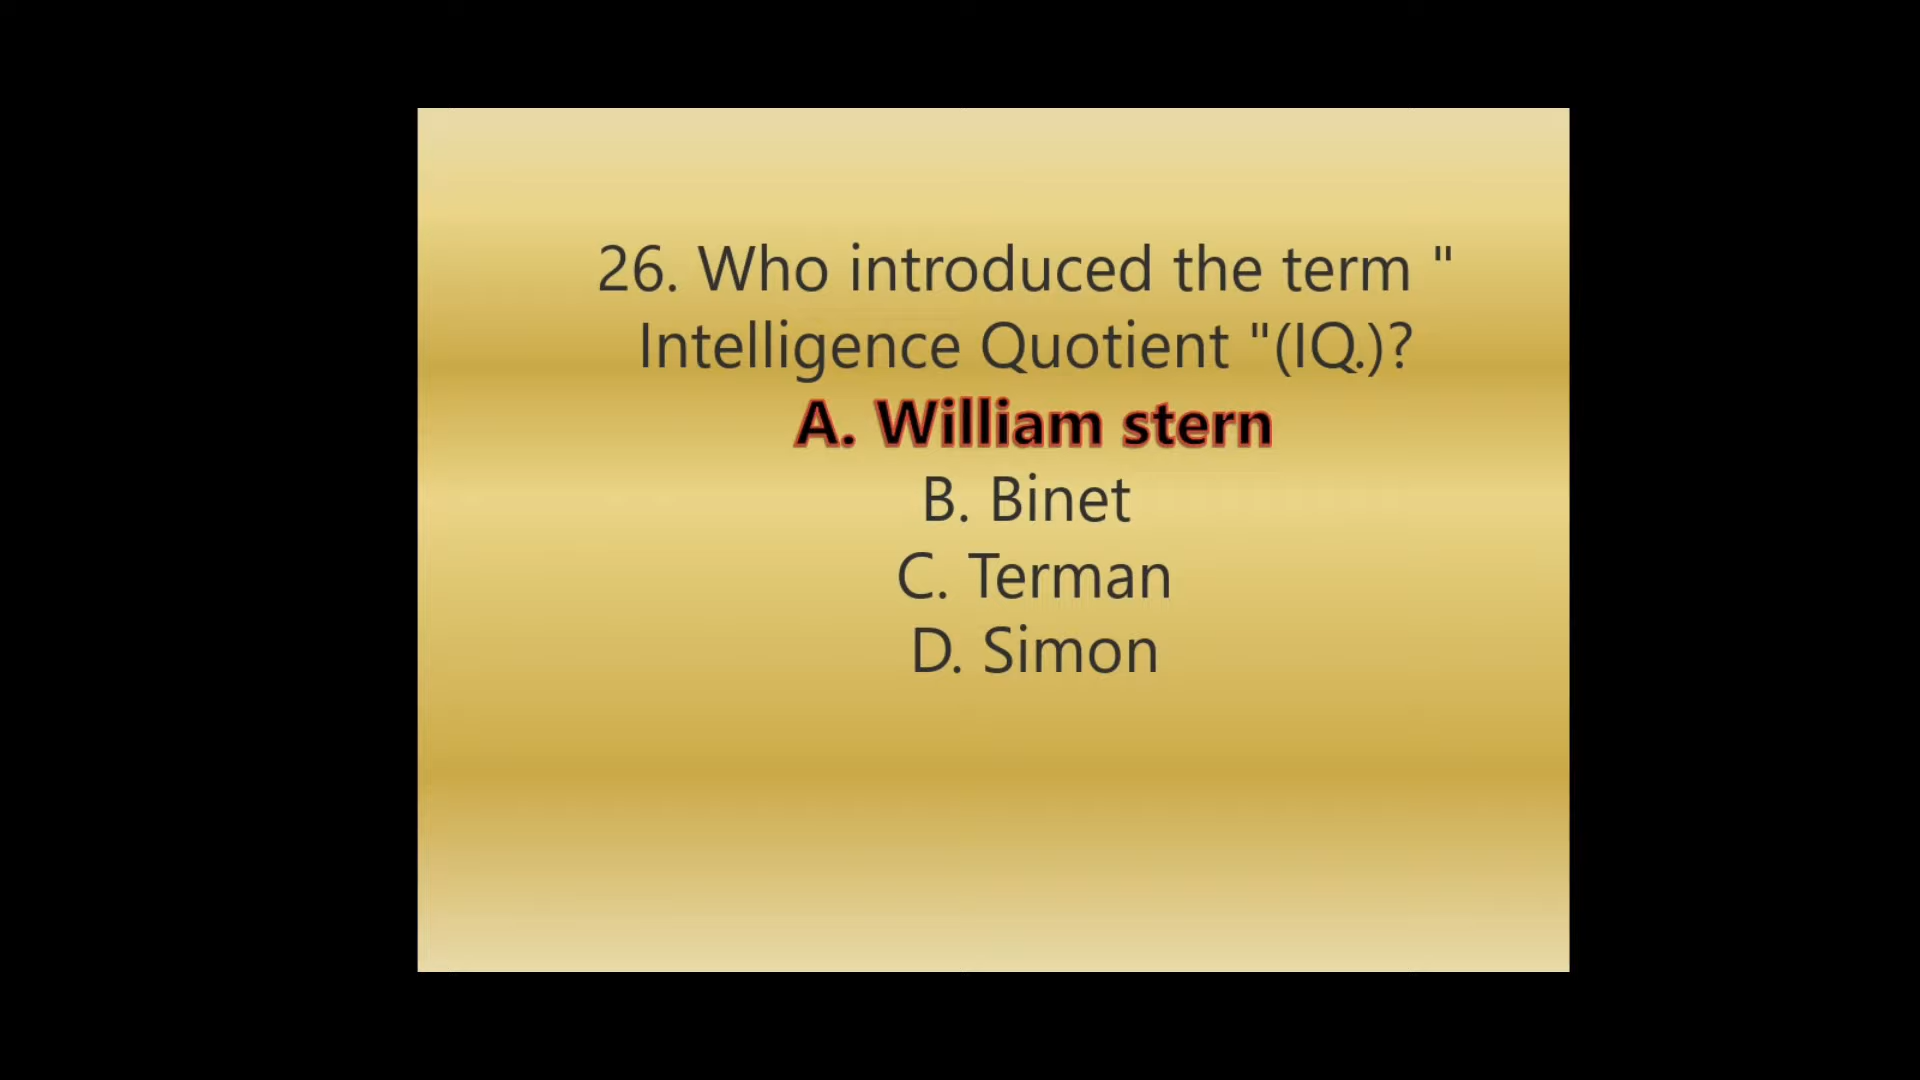 26. Who introduced the term "
Intelligence Quotient "(IQ.)?
A. William stern
B. Binet
C. Terman
D. Simon